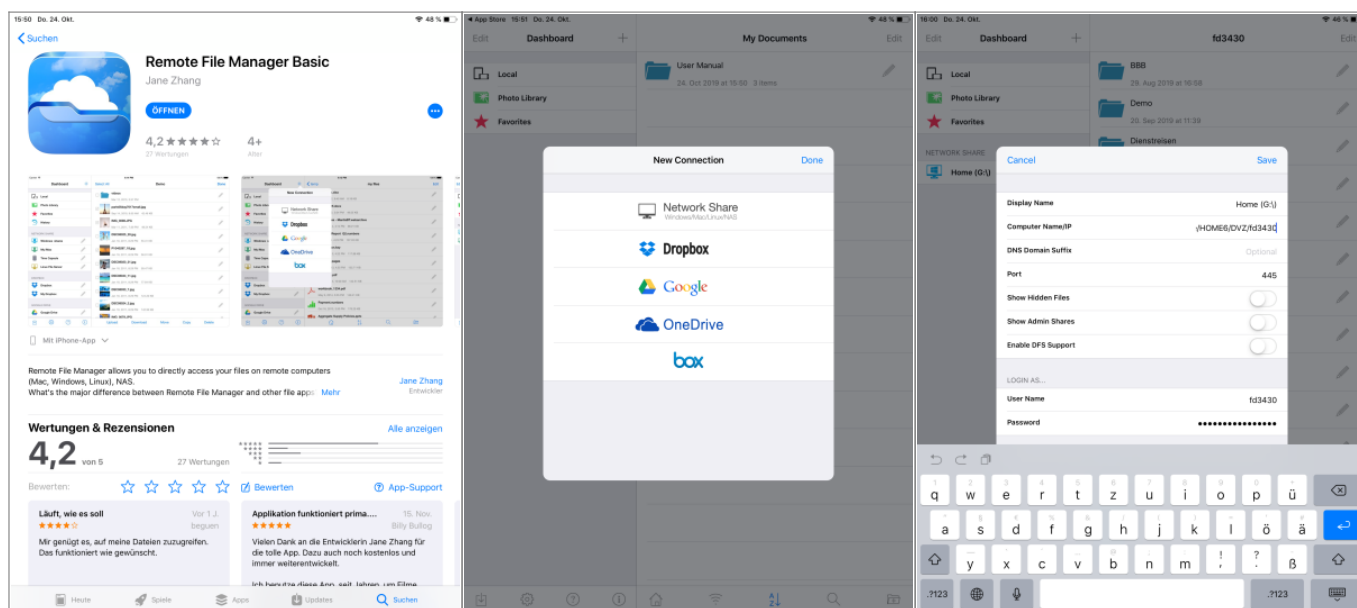 15:50 Do. 24. Okt.
48 %
Suchen
Remote File Manager Basic
Jane Zhang
ÖFFNEN
4,2 ★★★★☆
27 Wertungen
4+
Alter
Mit iPhone-App
Remote File Manager allows you to directly access your files on remote computers
(Mac, Windows, Linux), NAS.
What's the major difference between Remote File Manager and other file apps
Mehr
Jane Zhang
Entwickler
Wertungen & Rezensionen
Alle anzeigen
4,2 von 5
27 Wertungen
Bewerten:
Bewerten
App-Support
Läuft, wie es soll
Vor 1 J.
beguen
Mir genügt es, auf meine Dateien zuzugreifen.
Das funktioniert wie gewünscht.
Applikation funktioniert prima....
15. Nov.
Billy Bullog
Vielen Dank an die Entwicklerin Jane Zhang für
die tolle App. Dazu auch noch kostenlos und
immer weiterentwickelt.
Ich benutze diese App, seit Jahren, um Filme
Heute
Spiele
Apps
Updates
Suchen
App Store 15:51 Do. 24. Okt.
48 %
Edit
Dashboard
My Documents
Edit
Local
Photo Library
Favorites
User Manual
24. Oct 2019 at 15:50 3 items
New Connection
Done
Network Share
Windows/Mac/Linux/NAS
Dropbox
Google
OneDrive
box
16:00 Do. 24. Okt.
46 %
Edit
Dashboard
fd3430
Edit
Local
Photo Library
Favorites
NETWORK SHARE
Home (G:\)
BBB
29. Aug 2019 at 16:58
Demo
20. Sep 2019 at 11:59
Dienstreisen
Cancel
Save
Display Name
Home (G:\)
Computer Name/IP
/HOME6/DVZ/fd3430
DNS Domain Suffix
Optional
Port
445
Show Hidden Files
Show Admin Shares
Enable DFS Support
LOGIN AS...
User Name
fd3430
Password
••••••••••••••••
q w e r t z u i o p ü
a s d f g h j k l ö ä
y x c v b n m ! , ? . ß
.?123
.?123